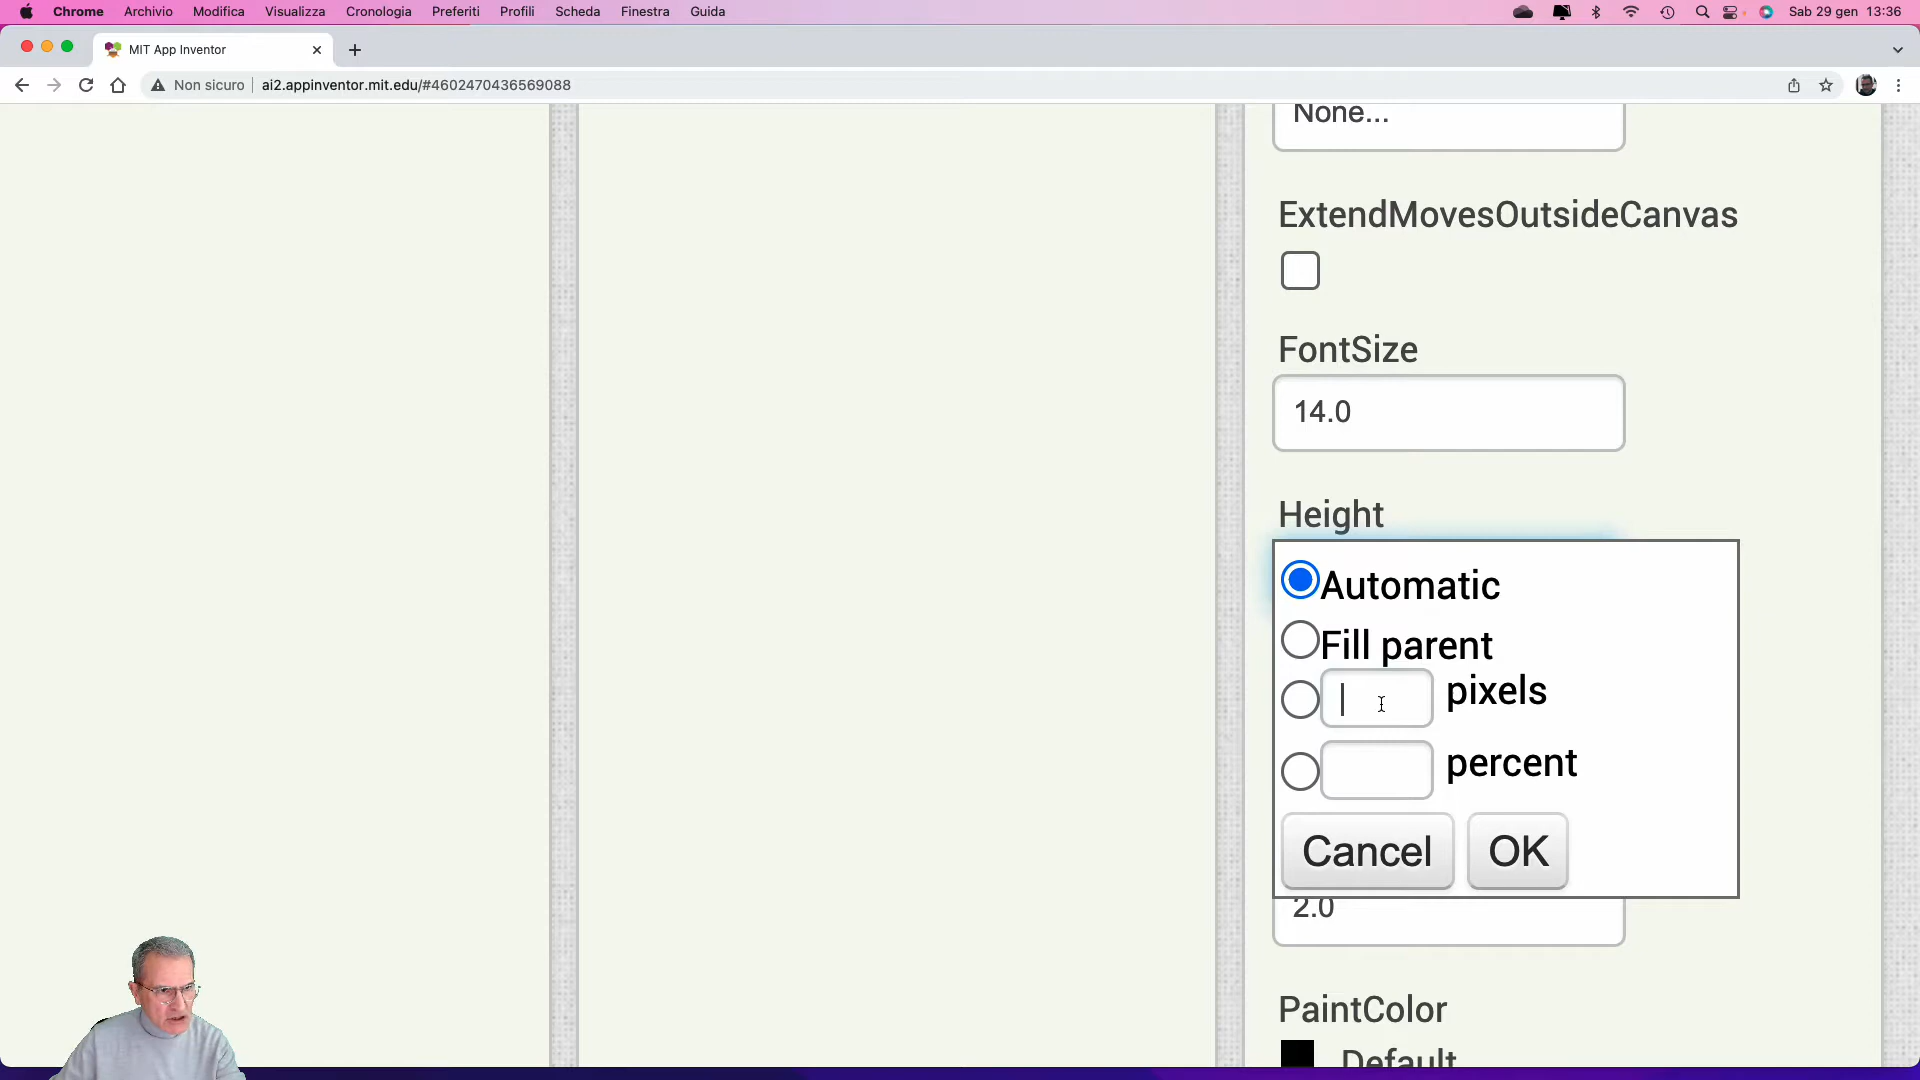 Chrome Archivio Modifica Visualizza Cronologia Preferiti Profili Scheda Finestra Guida Sab 29 gen 13:36
MIT App Inventor
Non sicuro ai2.appinventor.mit.edu/#4602470436569088
None...
ExtendMovesOutsideCanvas
FontSize
14.0
Height
Automatic
Fill parent
pixels
percent
Cancel OK
2.0
PaintColor
Default